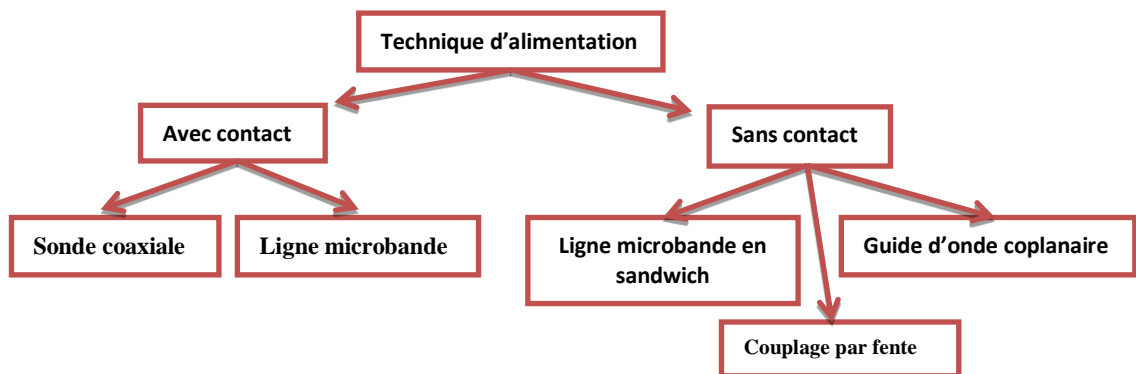 Technique d’alimentation
Avec contact
Sans contact
Sonde coaxiale
Ligne microbande
Ligne microbande en
sandwich
Guide d’onde coplanaire
Couplage par fente